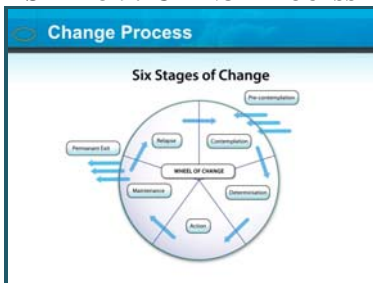 Change Process
Six Stages of Change
Pre-contemplation
Relapse
Contemplation
Permanent Exit
WHEEL OF CHANGE
Maintenance
Determination
Action